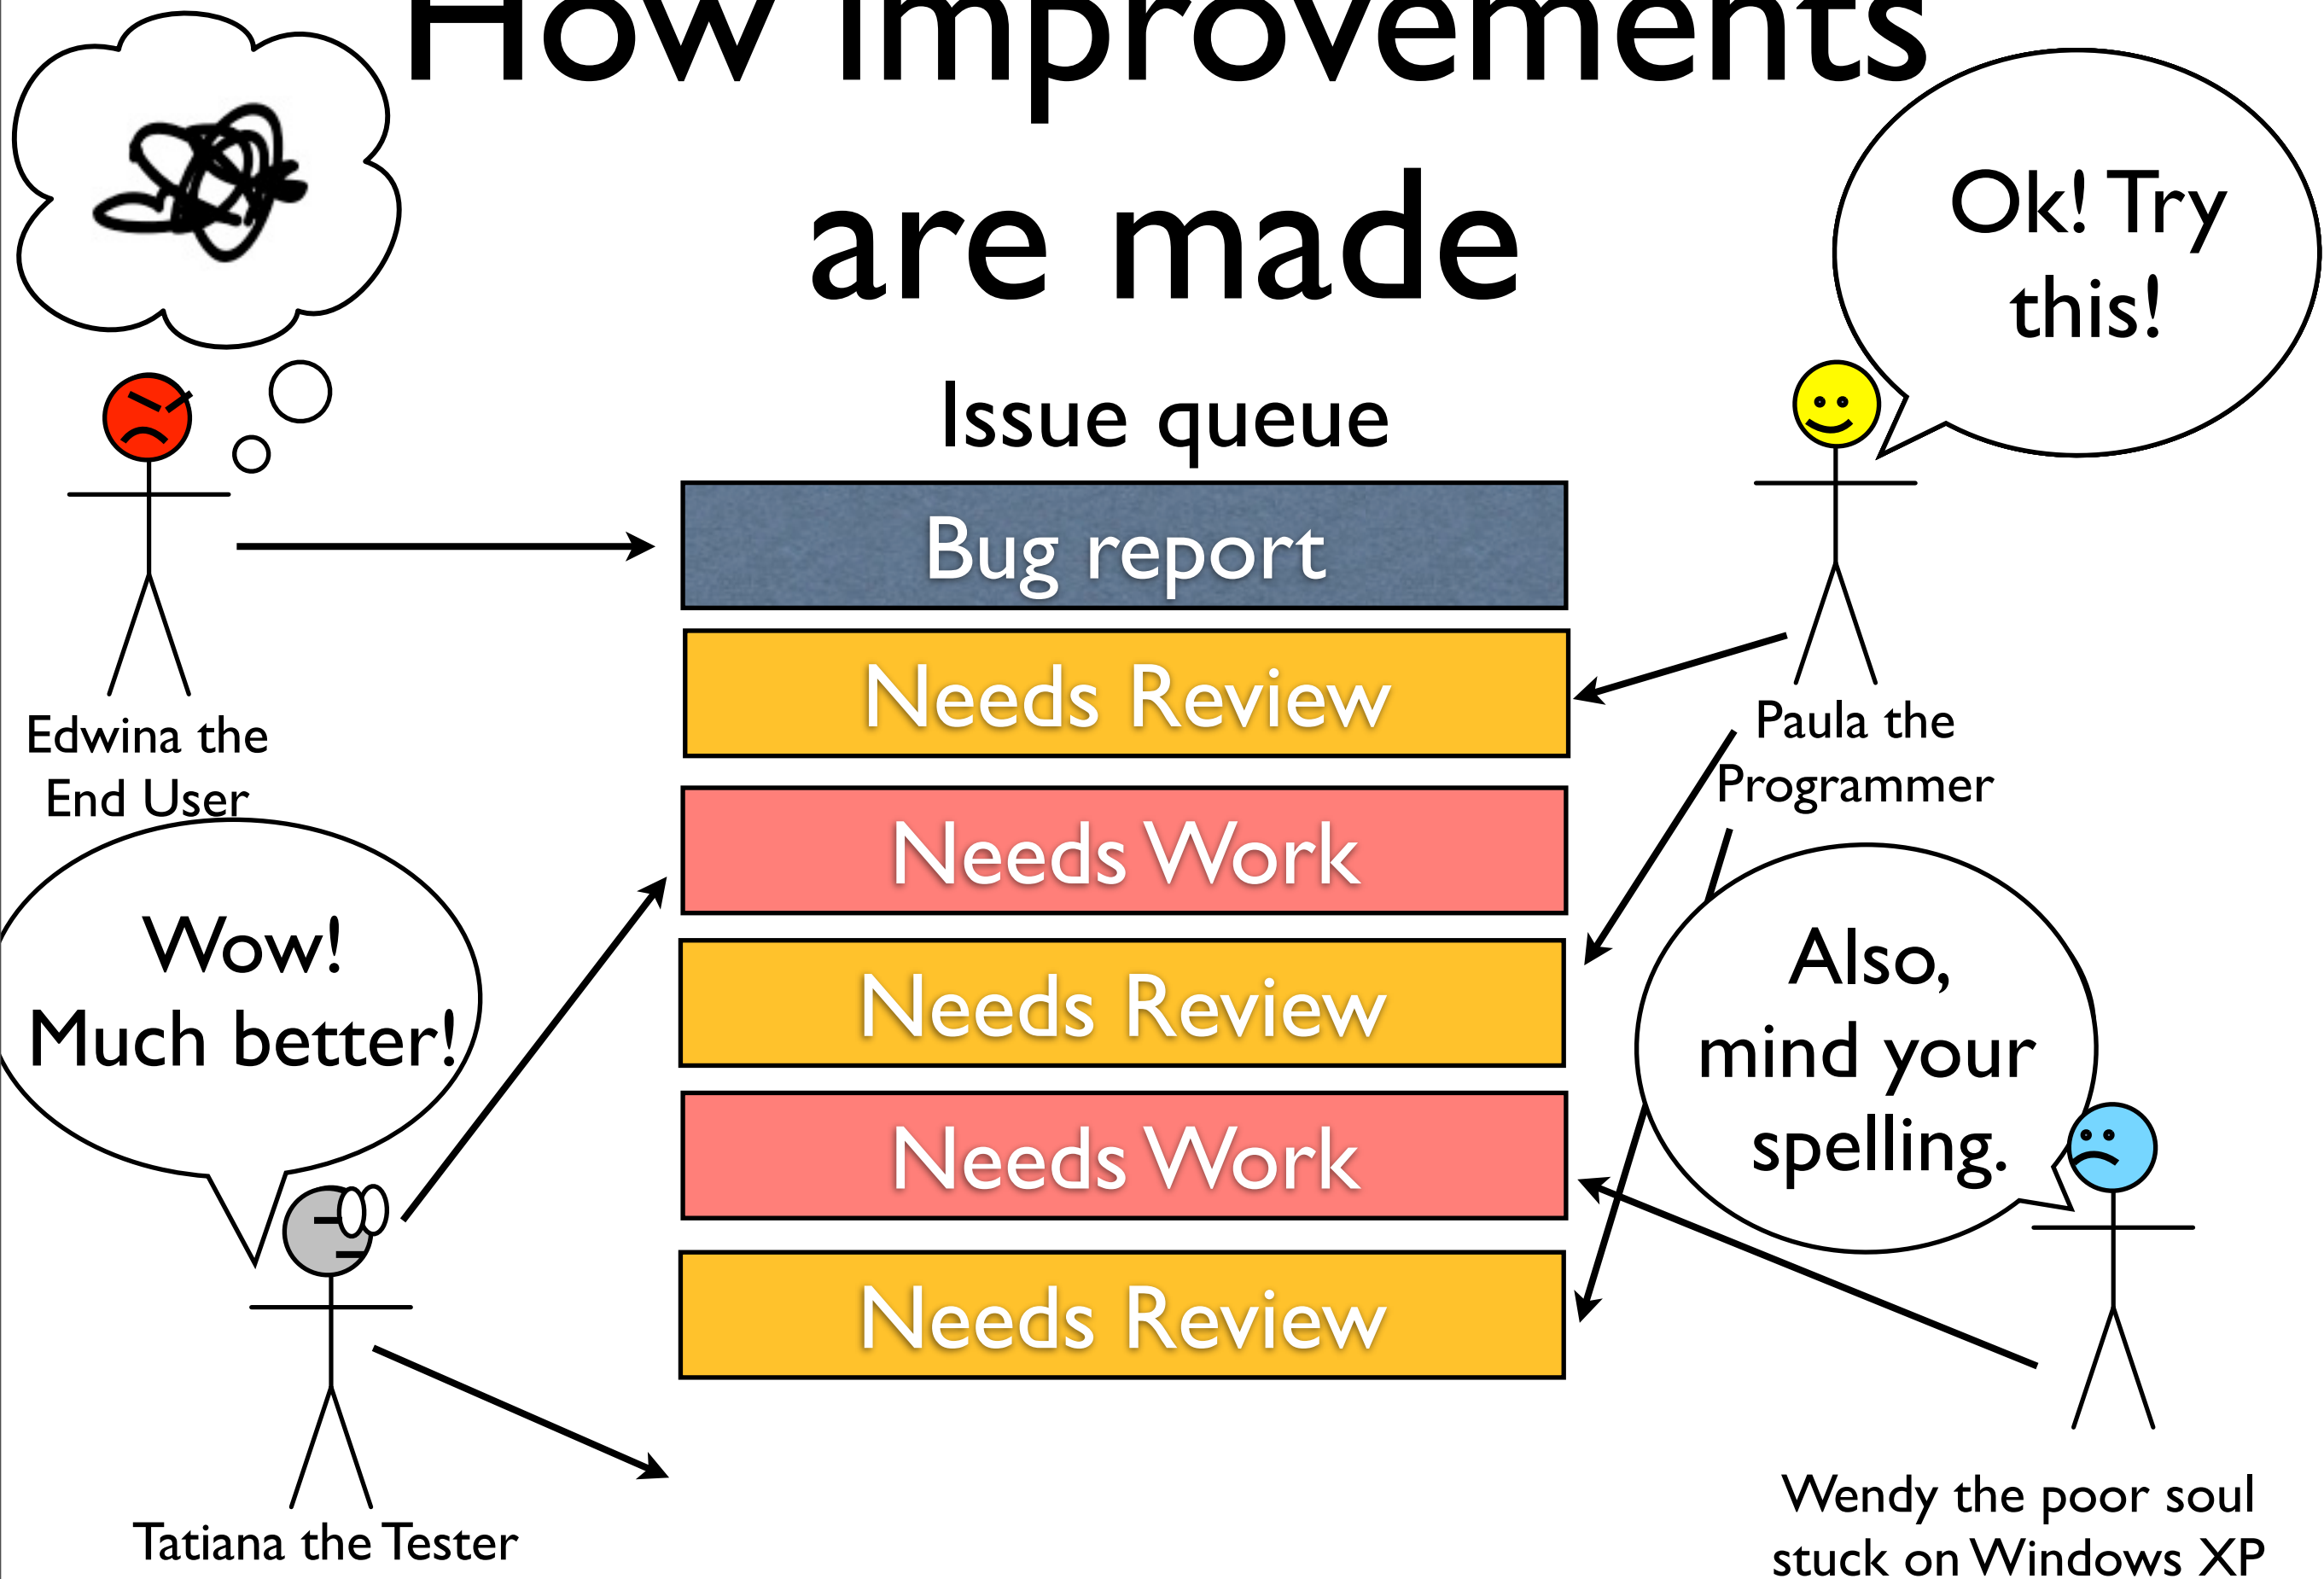 How improvements
are made
Ok! Try
this!
Issue queue
Bug report
Needs Review
Needs Work
Needs Review
Needs Work
Needs Review
Edwina the
End User
Paula the
Programmer
Wow!
Much better!
Also,
mind your
spelling.
Tatiana the Tester
Wendy the poor soul
stuck on Windows XP